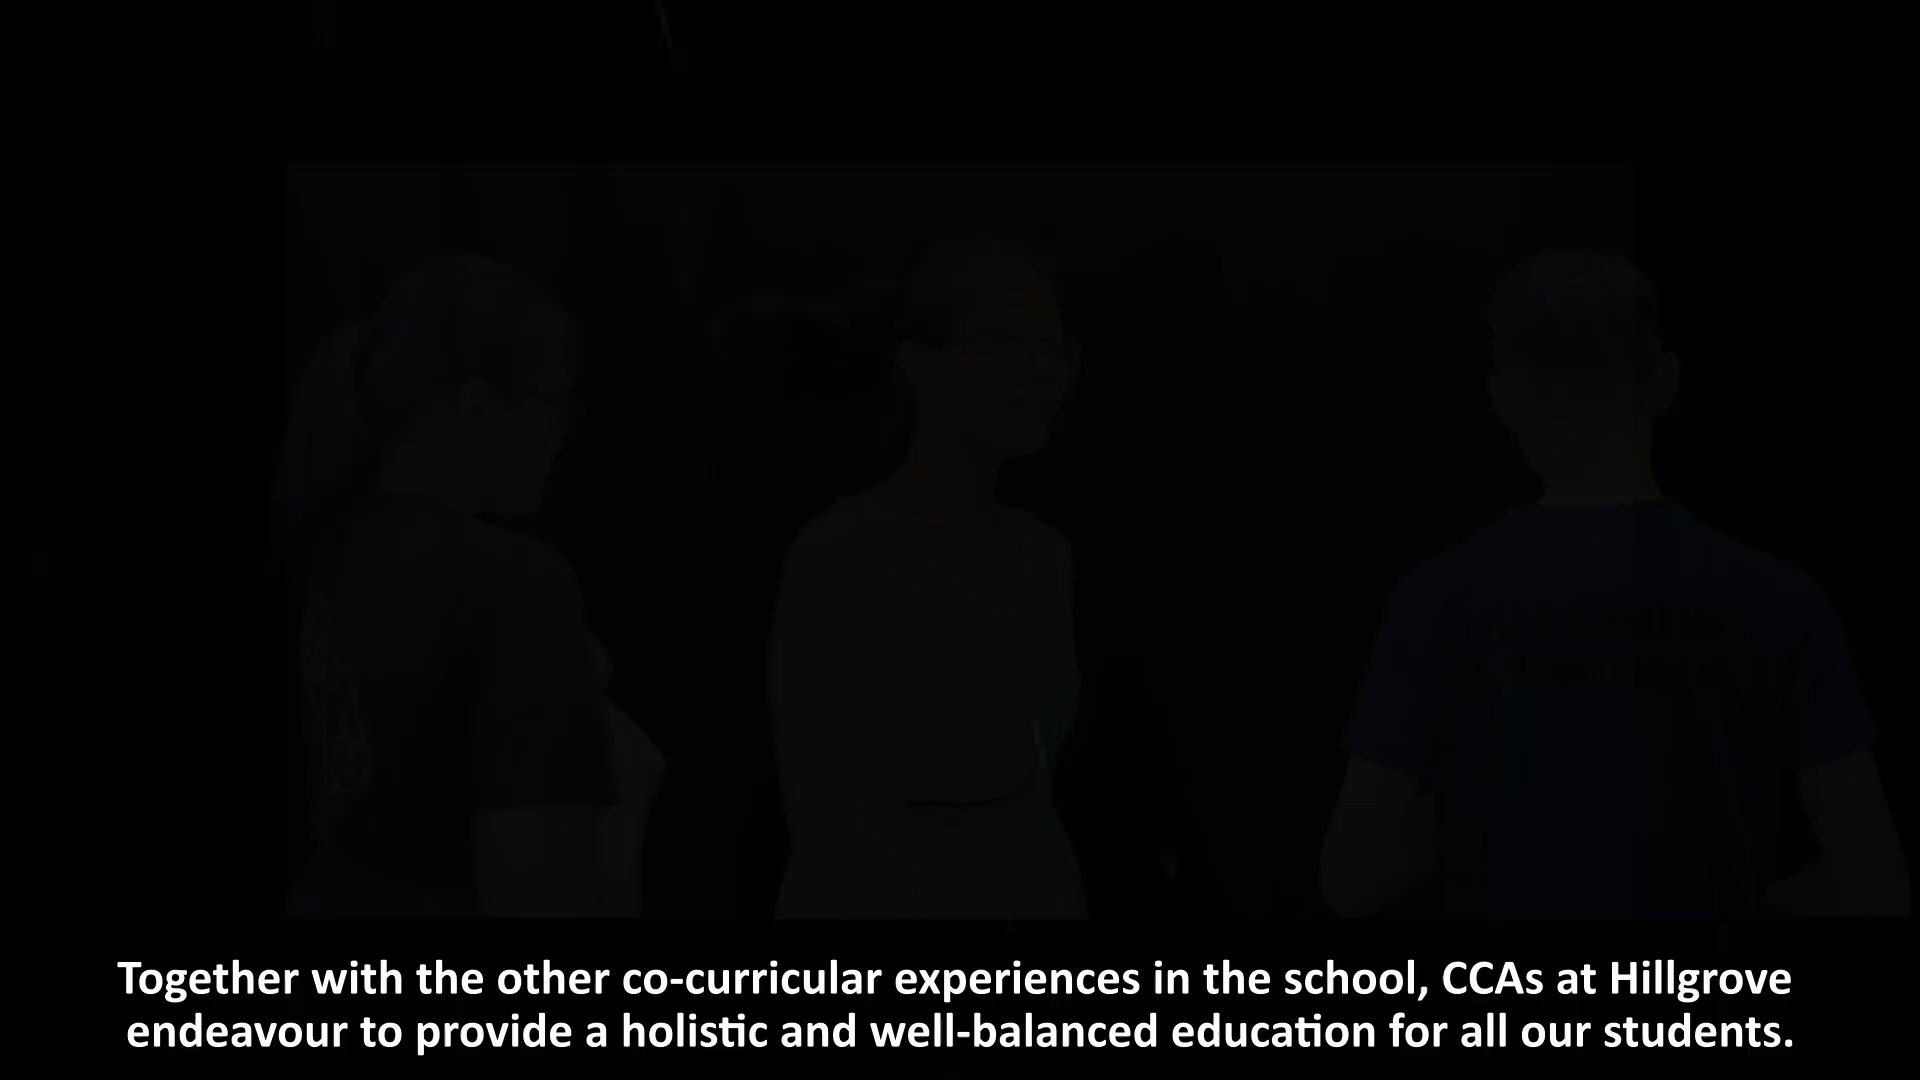 Together with the other co-curricular experiences in the school, CCAs at Hillgrove
endeavour to provide a holistic and well-balanced education for all our students.